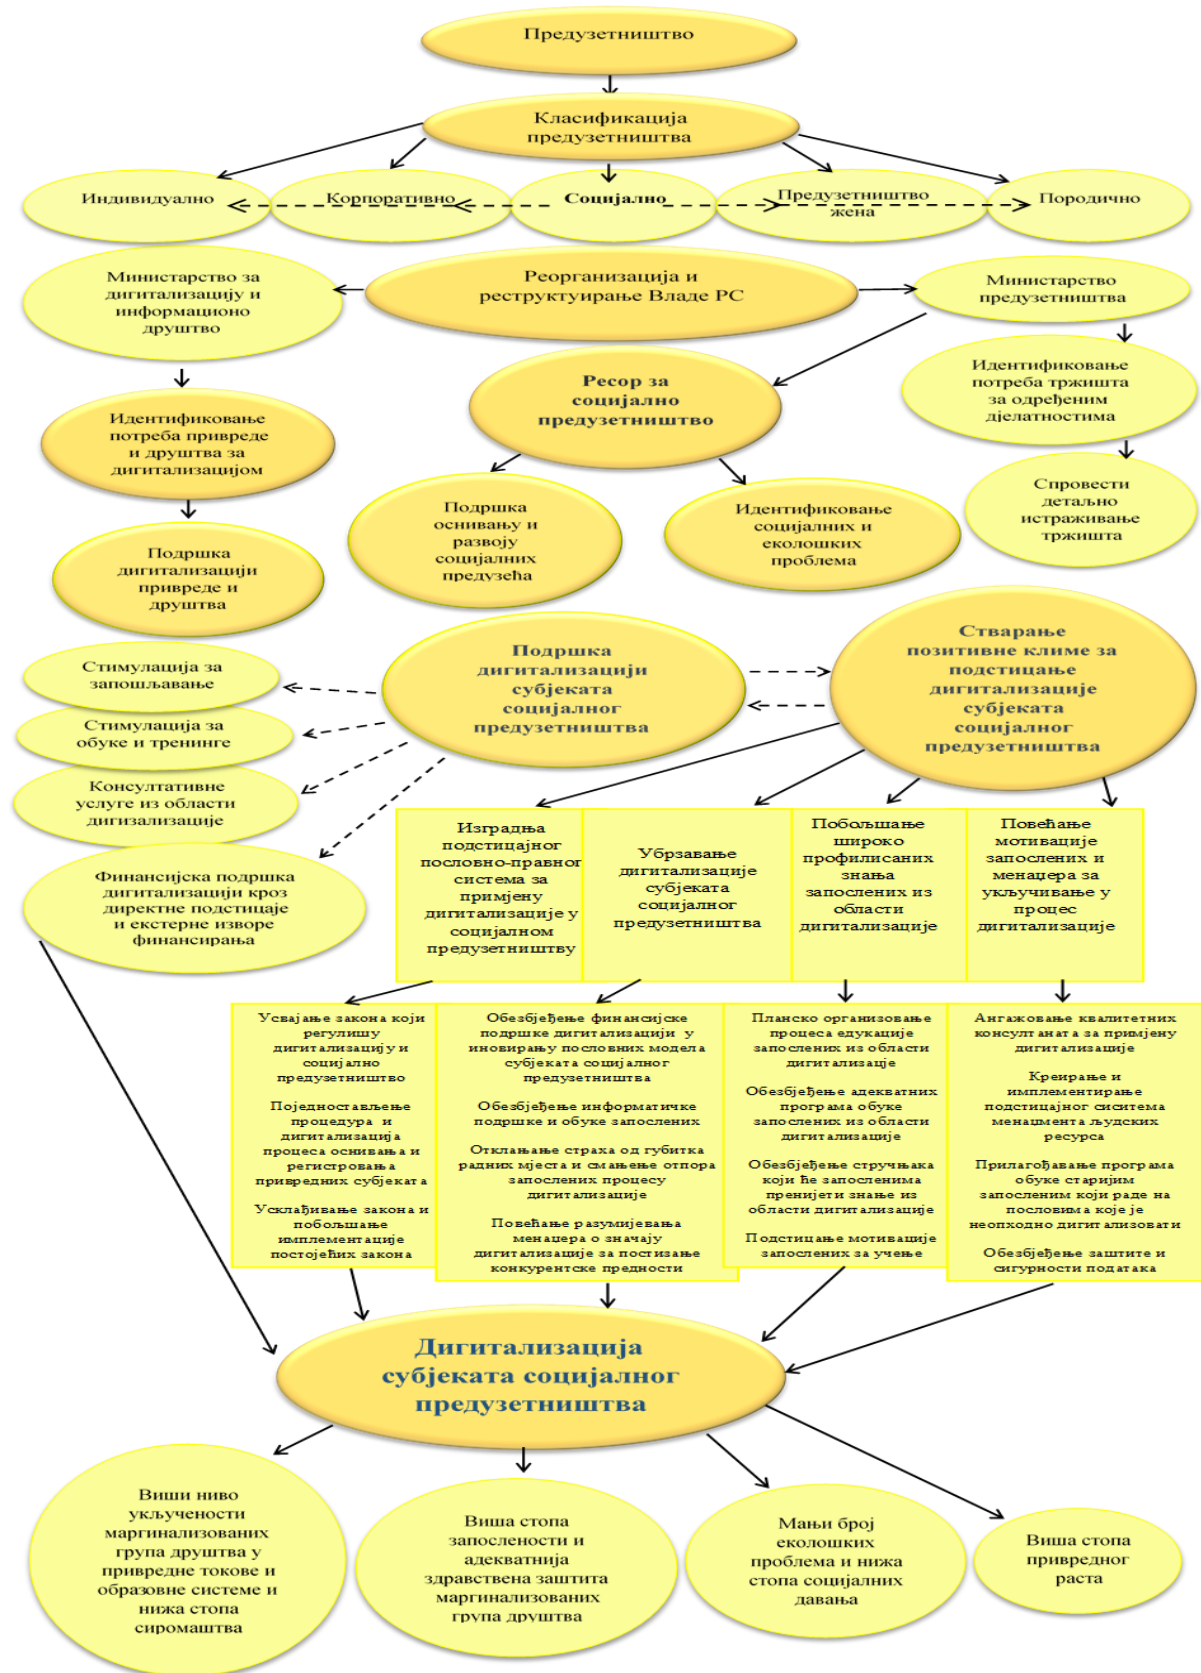 Предузетништво
Класификација
предузетништва
Индивидуално
Корпоративно
Социјално
Предузетништво
жена
Породично
Министарство за
дигитализацију и
информационо
друштво
Реорганизација и
реструктуирање Владе РС
Министарство
предузетништва
Идентификовање
потреба привреде
и друштва за
дигитализацијом
Ресор за
социјално
предузетништво
Идентификовање
потреба тржишта
за одређеним
дјелатностима
Подршка
дигитализацији
привреде и
друштва
Подршка
оснивању и
развоју
социјалних
предузећа
Идентификовање
социјалних и
еколошких
проблема
Спровести
детаљно
истраживање
тржишта
Стимулација за
запошљавање
Стимулација за
обуке и тренинге
Консултативне
услуге из области
дигизализације
Финансијска подршка
дигитализацији кроз
директне подстицаје
и екстерне изворе
финансирања
Подршка
дигитализацији
субјеката
социјалног
предузетништва
Стварање
позитивне климе за
подстицање
дигитализације
субјеката
социјалног
предузетништва
Изградња
подстицајног
пословно-правног
система за
примјену
дигитализације у
социјалном
предузетништву
Убрзавање
дигитализације
субјеката
социјалног
предузетништва
Побољшање
широко
профилисаних
знања
запослених из
области
дигитализације
Повећање
мотивације
запослених и
менаџера за
укључивање у
процес
дигитализације
Усвајање закона који
регулишу
дигитализацију и
социјално
предузетништво
Поједностављење
процедура и
дигитализација
процеса оснивања и
регистровања
привредних субјеката
Усклађивање закона и
побољшање
имплементације
постојећих закона
Обезбјеђење финансијске
подршке дигитализацији у
иновирању пословних модела
субјеката социјалног
предузетништва
Обезбјеђење информатичке
подршке и обуке запослених
Отклањање страха од губитка
радних мјеста и смањење отпора
запослених процесу
дигитализације
Повећање разумијевања
менаџера о значају
дигитализације за постизање
конкурентске предности
Планско организовање
процеса едукације
запослених из области
дигитализацје
Обезбјеђење адекватних
програма обуке
запослених из области
дигитализације
Обезбјеђење стручњака
који ће запосленима
пренијети знање из
области дигитализације
Подстицање мотивације
запослених за учење
Ангажовање квалитетних
консултаната за примјену
дигитализације
Креирање и
имплементирање
подстицајног сиситема
менаџмента људских
ресурса
Прилагођавање програма
обуке старијим
запосленим који раде на
пословима које је
неопходно дигитализовати
Обезбјеђење заштите и
сигурности података
Дигитализација
субјеката социјалног
предузетништва
Виши ниво
укључености
маргинализованих
група друштва у
привредне токове и
образовне системе и
нижа стопа
сиромаштва
Виша стопа
запослености и
адекватнија
здравствена заштита
маргинализованих
група друштва
Мањи број
еколошких
проблема и нижа
стопа социјалних
давања
Виша стопа
привредног
раста